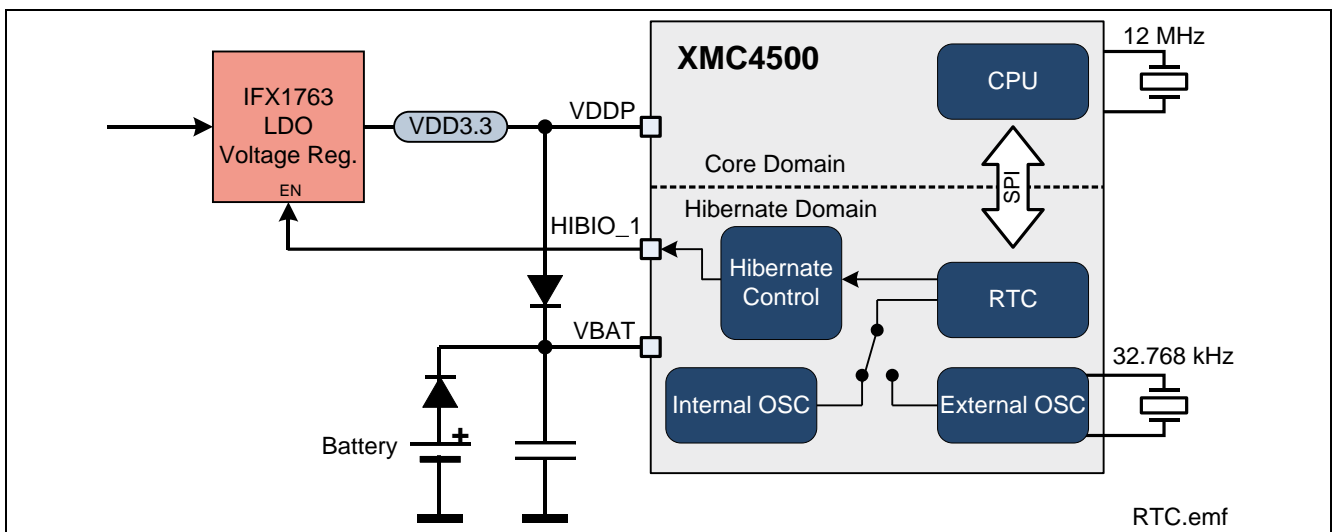 XMC4500
12 MHz
CPU
IFX1763
LDO
Voltage Reg.
EN
VDD3.3
VDDP
Core Domain
SPI
Hibernate Domain
HIBIO_1
Hibernate
Control
RTC
VBAT
32.768 kHz
Internal OSC
External OSC
Battery
+
RTC.emf